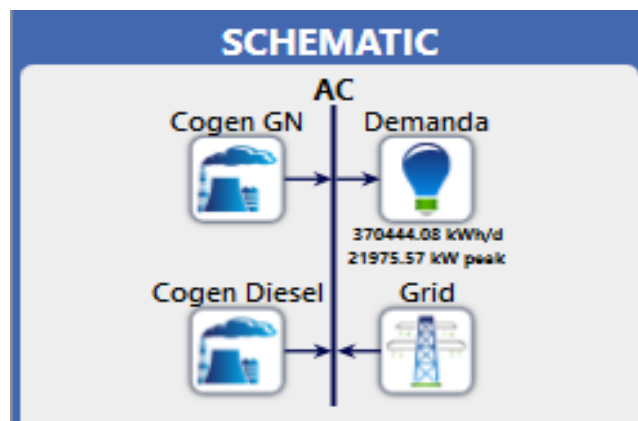 SCHEMATIC
AC
Cogen GN
Demanda
370444.08 kWh/d
21975.57 kW peak
Cogen Diesel
Grid